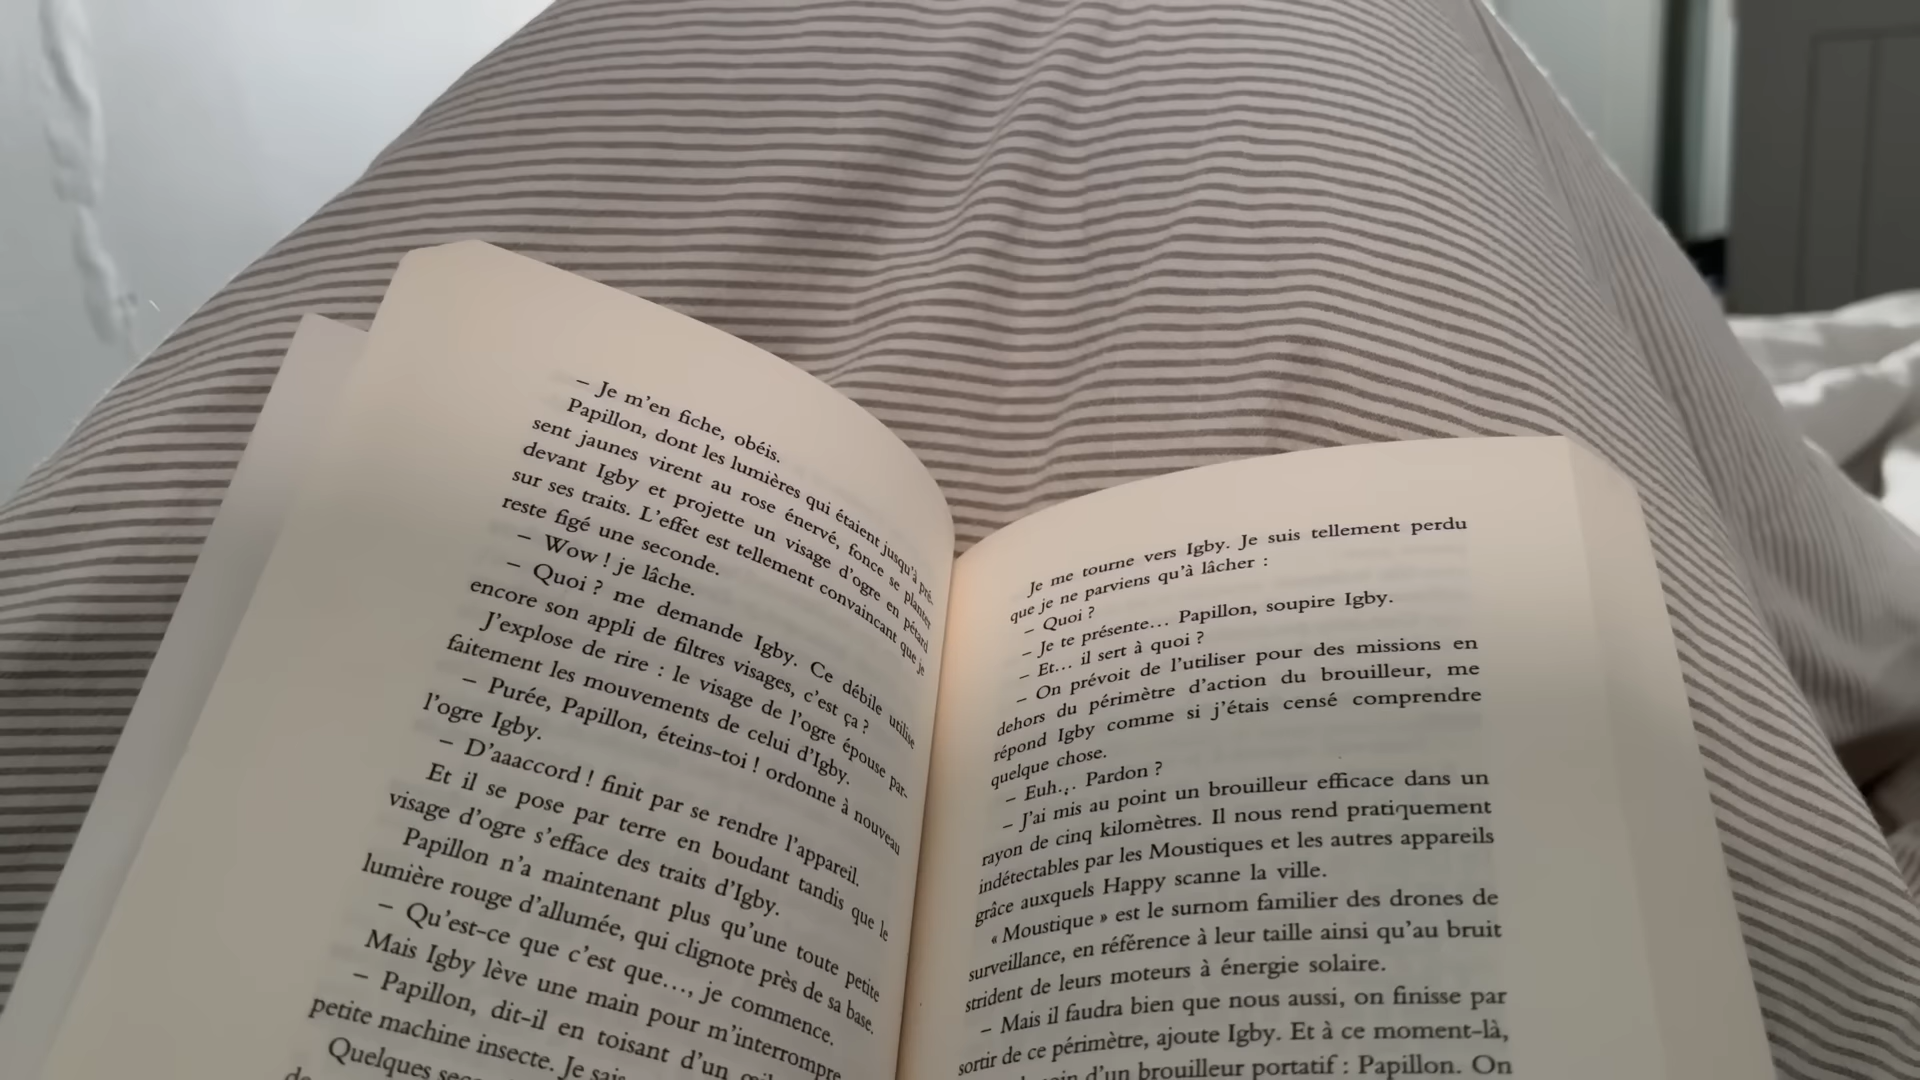 – Je m'en fiche, obéis.
Papillon, dont les lumières qui étaient jusqu'à pré-
sent jaunes virent au rose énervé, fonce se planter
devant Igby et projette un visage d'ogre en pétard
sur ses traits. L'effet est tellement convaincant que je
reste figé une seconde.
– Wow ! je lâche.
– Quoi ? me demande Igby. Ce débile utilise
encore son appli de filtres visages, c'est ça ?
J'explose de rire : le visage de l'ogre épouse par-
faitement les mouvements de celui d'Igby.
– Purée, Papillon, éteins-toi ! ordonne à nouveau
l'ogre Igby.
– D'aaaccord ! finit par se rendre l'appareil.
Et il se pose par terre en boudant tandis que le
visage d'ogre s'efface des traits d'Igby.
Papillon n'a maintenant plus qu'une toute petite
lumière rouge d'allumée, qui clignote près de sa base.
– Qu'est-ce que c'est que…, je commence.
Mais Igby lève une main pour m'interrompre
– Papillon, dit-il en toisant d'un
petite machine insecte. Je sais
Quelques
Je me tourne vers Igby. Je suis tellement perdu
que je ne parviens qu'à lâcher :
– Quoi ?
– Je te présente… Papillon, soupire Igby.
– Et… il sert à quoi ?
– On prévoit de l'utiliser pour des missions en
dehors du périmètre d'action du brouilleur, me
répond Igby comme si j'étais censé comprendre
quelque chose.
– Euh… Pardon ?
– J'ai mis au point un brouilleur efficace dans un
rayon de cinq kilomètres. Il nous rend pratiquement
indétectables par les Moustiques et les autres appareils
grâce auxquels Happy scanne la ville.
« Moustique » est le surnom familier des drones de
surveillance, en référence à leur taille ainsi qu'au bruit
strident de leurs moteurs à énergie solaire.
– Mais il faudra bien que nous aussi, on finisse par
sortir de ce périmètre, ajoute Igby. Et à ce moment-là,
d'un brouilleur portatif : Papillon. On